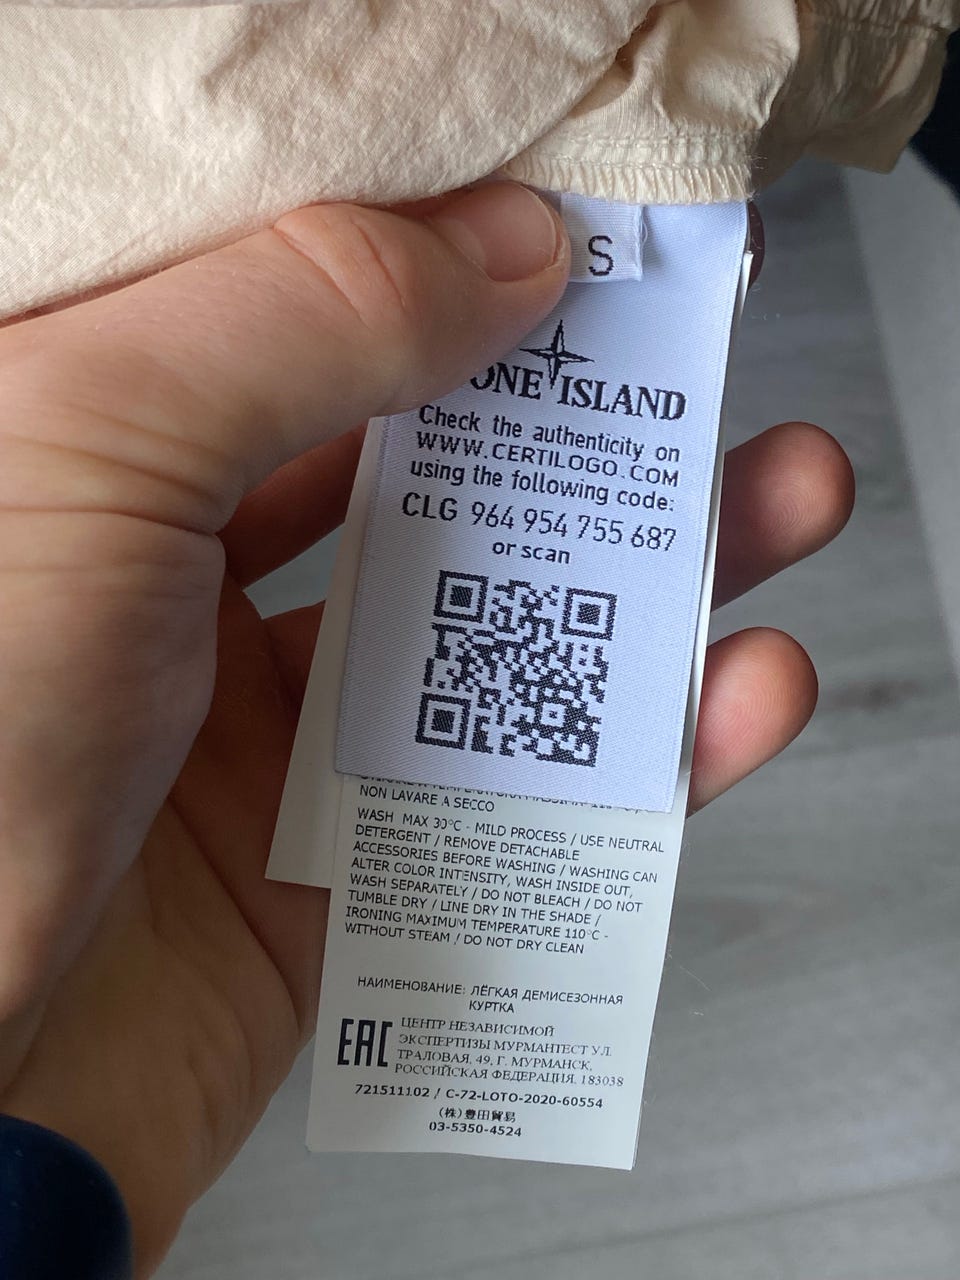 S
ONE ISLAND
Check the authenticity on
WWW.CERTILOGO.COM
using the following code:
CLG 964 954 755 687
or scan
NON LAVARE A SECCO
WASH MAX 30°C - MILD PROCESS / USE NEUTRAL
DETERGENT / REMOVE DETACHABLE
ACCESSORIES BEFORE WASHING / WASHING CAN
ALTER COLOR INTENSITY, WASH INSIDE OUT,
WASH SEPARATELY / DO NOT BLEACH / DO NOT
TUMBLE DRY / LINE DRY IN THE SHADE /
IRONING MAXIMUM TEMPERATURE 110°C -
WITHOUT STEAM / DO NOT DRY CLEAN
НАИМЕНОВАНИЕ: ЛЁГКАЯ ДЕМИСЕЗОННАЯ
КУРТКА
EAC
ЦЕНТР НЕЗАВИСИМОЙ
ЭКСПЕРТИЗЫ МУРМАНТЕСТ УЛ.
ТРАЛОВАЯ, 49, Г. МУРМАНСК,
РОССИЙСКАЯ ФЕДЕРАЦИЯ, 183038
721511102 / C-72-LOTO-2020-60554
(株)豊田貿易
03-5350-4524